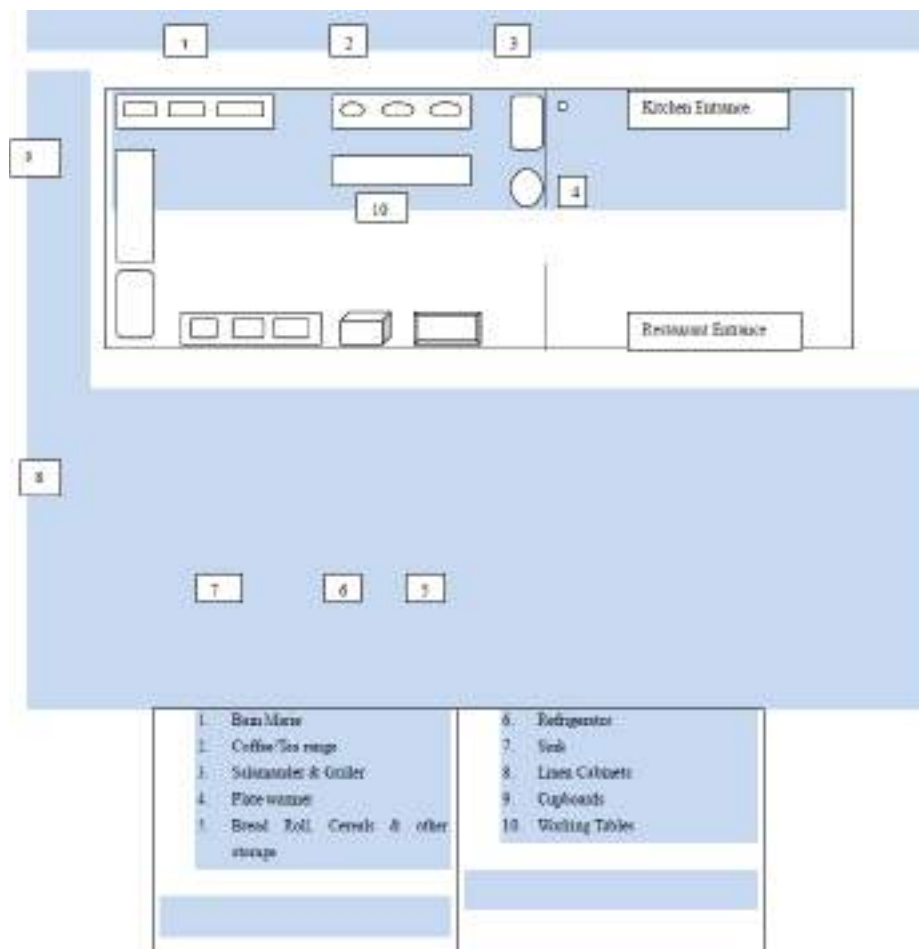 1 2 3
Kitchen Entrance
9
4
10
Restaurant Entrance
8
7 6 5
1. Bain Marie
2. Coffee/Tea range
3. Salamander & Griller
4. Plate warmer
5. Bread Roll, Cereals & other
storage
6. Refrigerator
7. Sink
8. Linen Cabinets
9. Cupboards
10. Working Tables